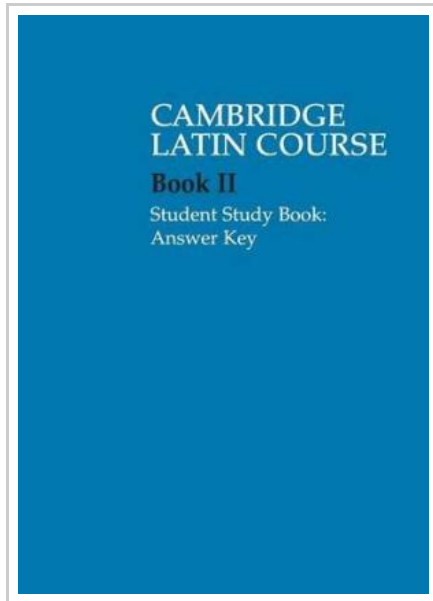 CAMBRIDGE
LATIN COURSE
Book II
Student Study Book:
Answer Key